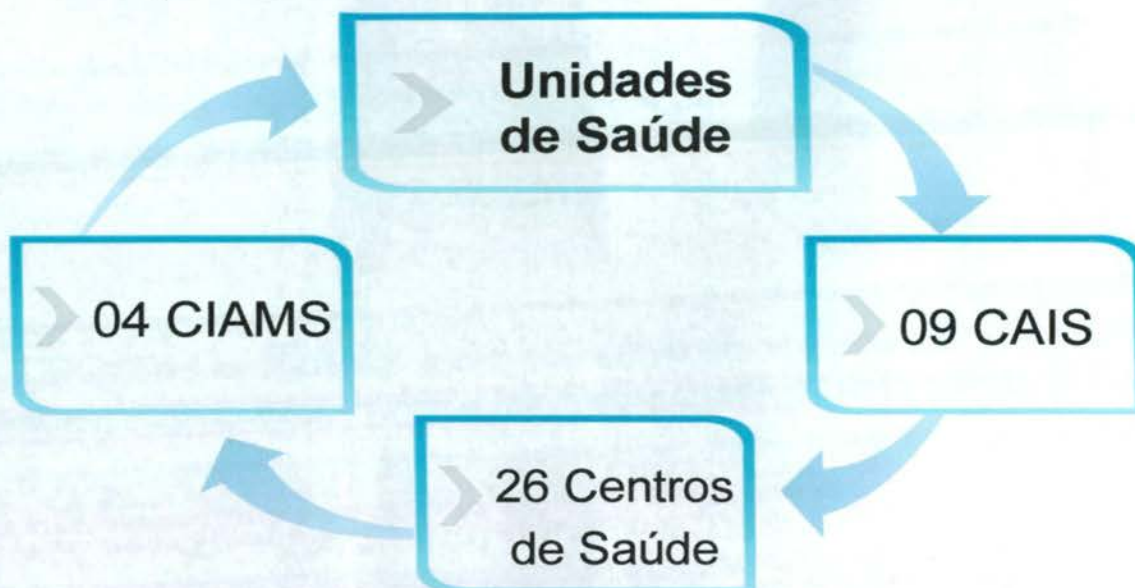 Unidades
de Saúde
09 CAIS
26 Centros
de Saúde
04 CIAMS